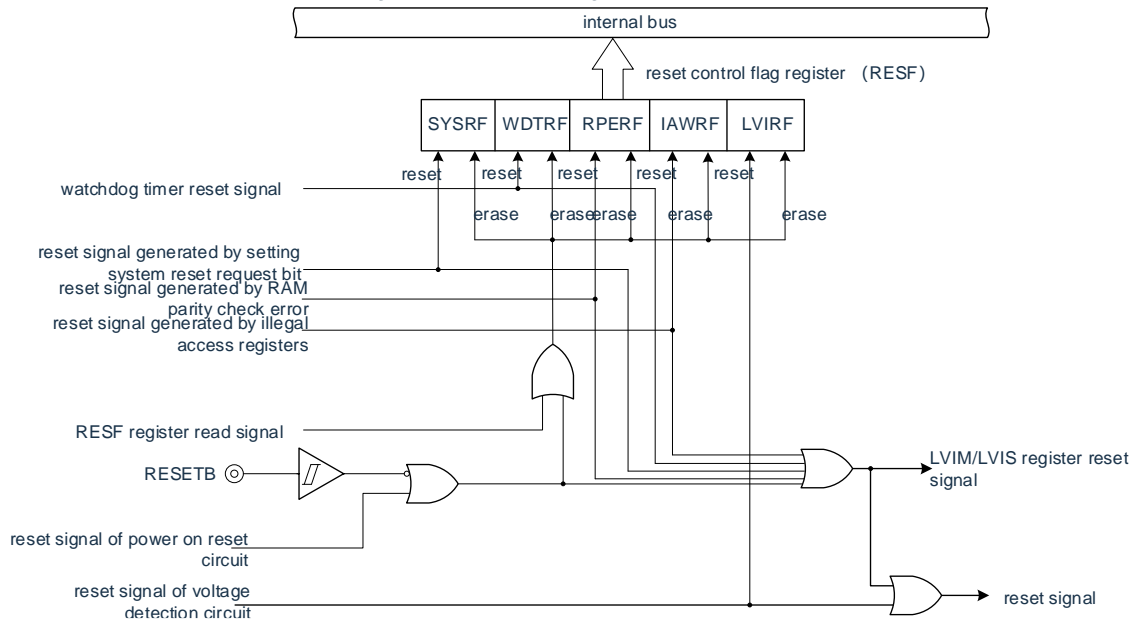 internal bus
reset control flag register （RESF）
SYSRF WDTRF RPERF IAWRF LVIRF
reset reset reset reset reset
watchdog timer reset signal
erase erase erase erase erase
reset signal generated by setting
system reset request bit
reset signal generated by RAM
parity check error
reset signal generated by illegal
access registers
RESF register read signal
RESETB
LVIM/LVIS register reset
signal
reset signal of power on reset
circuit
reset signal of voltage
detection circuit
reset signal